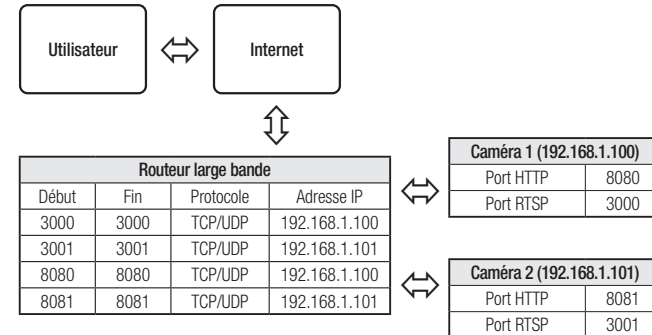 Utilisateur
Internet
Routeur large bande
Début Fin Protocole Adresse IP
3000 3000 TCP/UDP 192.168.1.100
3001 3001 TCP/UDP 192.168.1.101
8080 8080 TCP/UDP 192.168.1.100
8081 8081 TCP/UDP 192.168.1.101
Caméra 1 (192.168.1.100)
Port HTTP 8080
Port RTSP 3000
Caméra 2 (192.168.1.101)
Port HTTP 8081
Port RTSP 3001